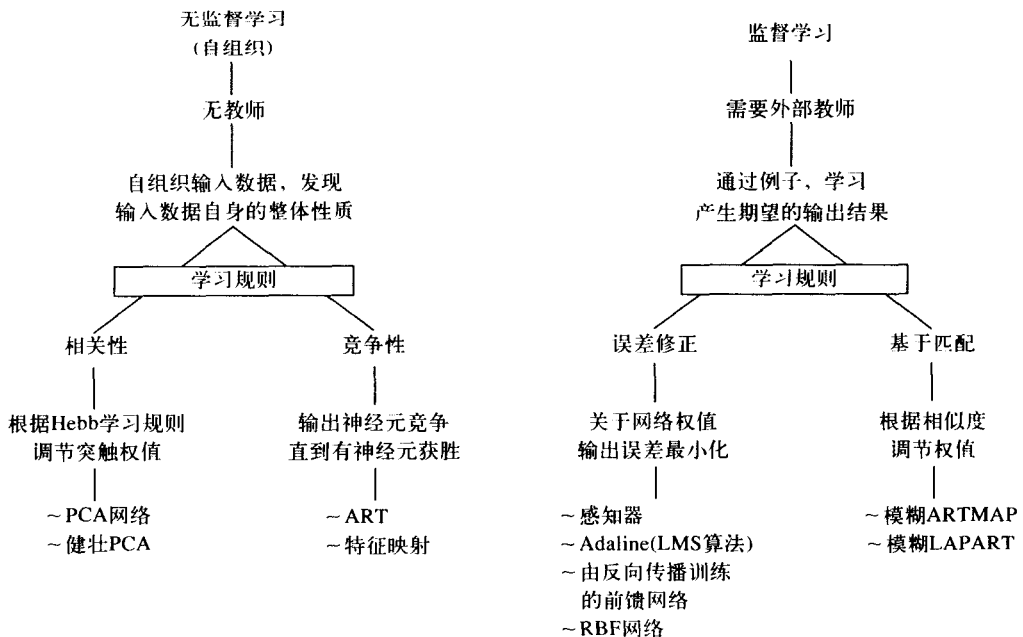 无监督学习
(自组织)
无教师
自组织输入数据，发现
输入数据自身的整体性质
学习规则
相关性
根据Hebb学习规则
调节突触权值
~PCA网络
~健壮PCA
竞争性
输出神经元竞争
直到有神经元获胜
~ART
~特征映射
监督学习
需要外部教师
通过例子，学习
产生期望的输出结果
学习规则
误差修正
关于网络权值
输出误差最小化
~感知器
~Adaline(LMS算法)
~由反向传播训练
的前馈网络
~RBF网络
基于匹配
根据相似度
调节权值
~模糊ARTMAP
~模糊LAPART